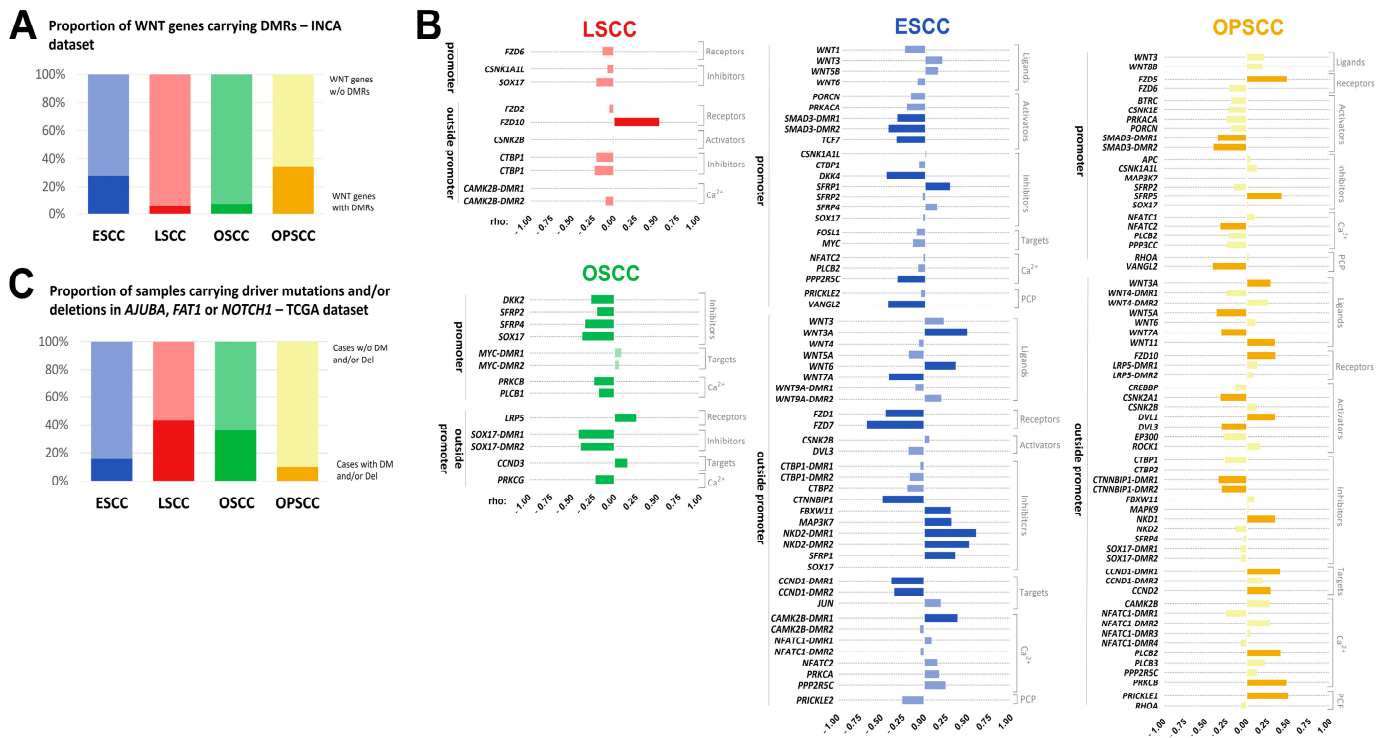 A
Proportion of WNT genes carrying DMRs – INCA
dataset
100%
80%
60%
40%
20%
0%
WNT genes
w/o DMRs
WNT genes
with DMRs
ESCC LSCC OSCC OPSCC
C
Proportion of samples carrying driver mutations and/or
deletions in AJUBA, FAT1 or NOTCH1 – TCGA dataset
100%
80%
60%
40%
20%
0%
Cases w/o DM
and/or Del
Cases with DM
and/or Del
ESCC LSCC OSCC OPSCC
B
LSCC
promoter
FZD6
Receptors
CSNK1A1L
SOX17
Inhibitors
outside promoter
FZD2
FZD10
Receptors
CSNK2B
Activators
CTBP1
CTBP1
Inhibitors
CAMK2B-DMR1
CAMK2B-DMR2
Ca2+
rho:
- 1.00 - 0.75 - 0.50 - 0.25 0.00 0.25 0.50 0.75 1.00
OSCC
promoter
DKK2
SFRP2
SFRP4
SOX17
Inhibitors
MYC-DMR1
MYC-DMR2
Targets
PRKCB
PLCB1
Ca2+
outside
promoter
LRP5
Receptors
SOX17-DMR1
SOX17-DMR2
Inhibitors
CCND3
Targets
PRKCG
Ca2+
rho:
- 1.00 - 0.75 - 0.50 - 0.25 0.00 0.25 0.50 0.75 1.00
ESCC
promoter
WNT1
WNT3
WNT5B
WNT6
Ligands
PORCN
PRKACA
SMAD3-DMR1
SMAD3-DMR2
TCF7
Activators
CSNK1A1L
CTBP1
DKK4
SFRP1
SFRP2
SFRP4
SOX17
Inhibitors
FOSL1
MYC
Targets
NFATC2
PLCB2
PPP2R5C
Ca2+
PRICKLE2
VANGL2
PCP
outside promoter
WNT3
WNT3A
WNT4
WNT5A
WNT6
WNT7A
WNT9A-DMR1
WNT9A-DMR2
Ligands
FZD1
FZD7
Receptors
CSNK2B
DVL3
Activators
CTBP1-DMR1
CTBP1-DMR2
CTBP2
CTNNBIP1
FBXW11
MAP3K7
NKD2-DMR1
NKD2-DMR2
SFRP1
SOX17
Inhibitors
CCND1-DMR1
CCND1-DMR2
JUN
Targets
CAMK2B-DMR1
CAMK2B-DMR2
NFATC1-DMR1
NFATC1-DMR2
NFATC2
PRKCA
PPP2R5C
Ca2+
PRICKLE2
PCP
- 1.00 - 0.75 - 0.50 - 0.25 0.00 0.25 0.50 0.75 1.00
OPSCC
promoter
WNT3
WNT8B
Ligands
FZD5
FZD6
Receptors
BTRC
CSNK1E
PRKACA
PORCN
SMAD3-DMR1
SMAD3-DMR2
Activators
APC
CSNK1A1L
MAP3K7
SFRP2
SFRP5
SOX17
Inhibitors
NFATC1
NFATC2
PLCB2
PPP3CC
Ca2+
RHOA
VANGL2
PCP
outside promoter
WNT3A
WNT4-DMR1
WNT4-DMR2
WNT5A
WNT6
WNT7A
WNT11
Ligands
FZD10
LRP5-DMR1
LRP5-DMR2
Receptors
CREBBP
CSNK2A1
CSNK2B
DVL1
DVL3
EP300
ROCK1
Activators
CTBP1
CTBP2
CTNNBIP1-DMR1
CTNNBIP1-DMR2
FBXW11
MAPK9
NKD1
NKD2
SFRP4
SOX17-DMR1
SOX17-DMR2
Inhibitors
CCND1-DMR1
CCND1-DMR2
CCND2
Targets
CAMK2B
NFATC1-DMR1
NFATC1-DMR2
NFATC1-DMR3
NFATC1-DMR4
PLCB2
PLCB3
PPP2R5C
PRKCB
Ca2+
PRICKLE1
RHOA
PCP
- 1.00 - 0.75 - 0.50 - 0.25 0.00 0.25 0.50 0.75 1.00